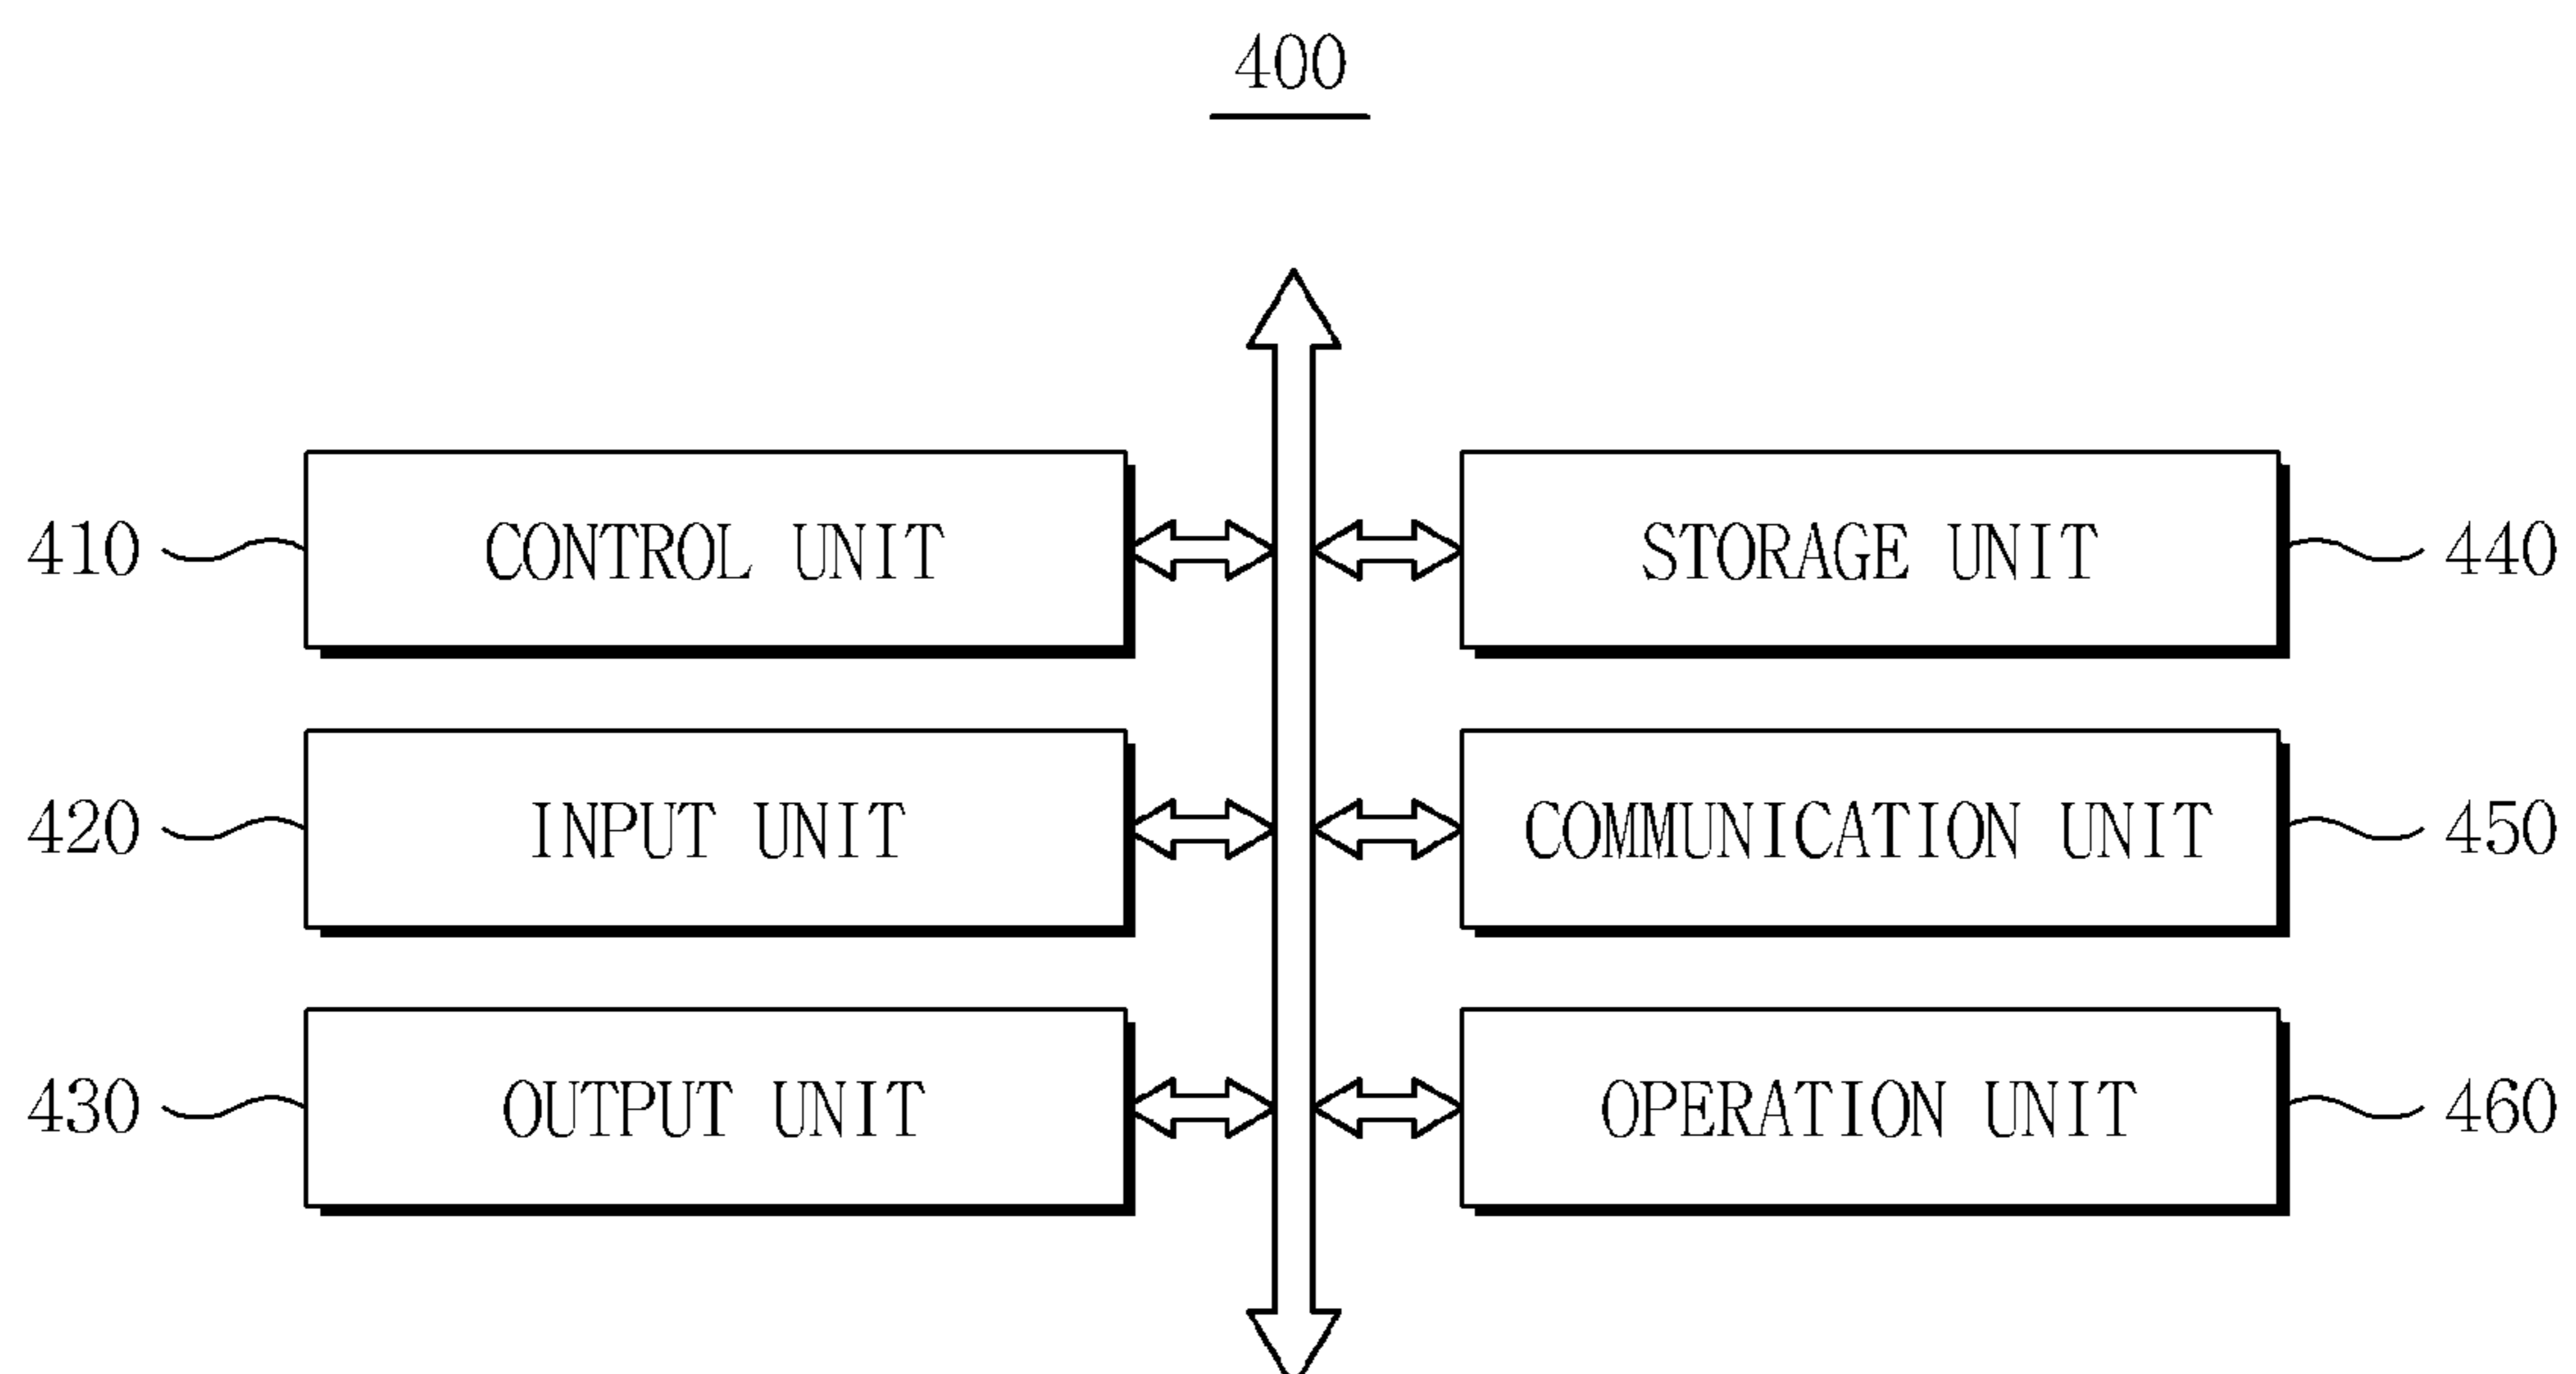 400
410 CONTROL UNIT
STORAGE UNIT 440
420 INPUT UNIT
COMMUNICATION UNIT 450
430 OUTPUT UNIT
OPERATION UNIT 460